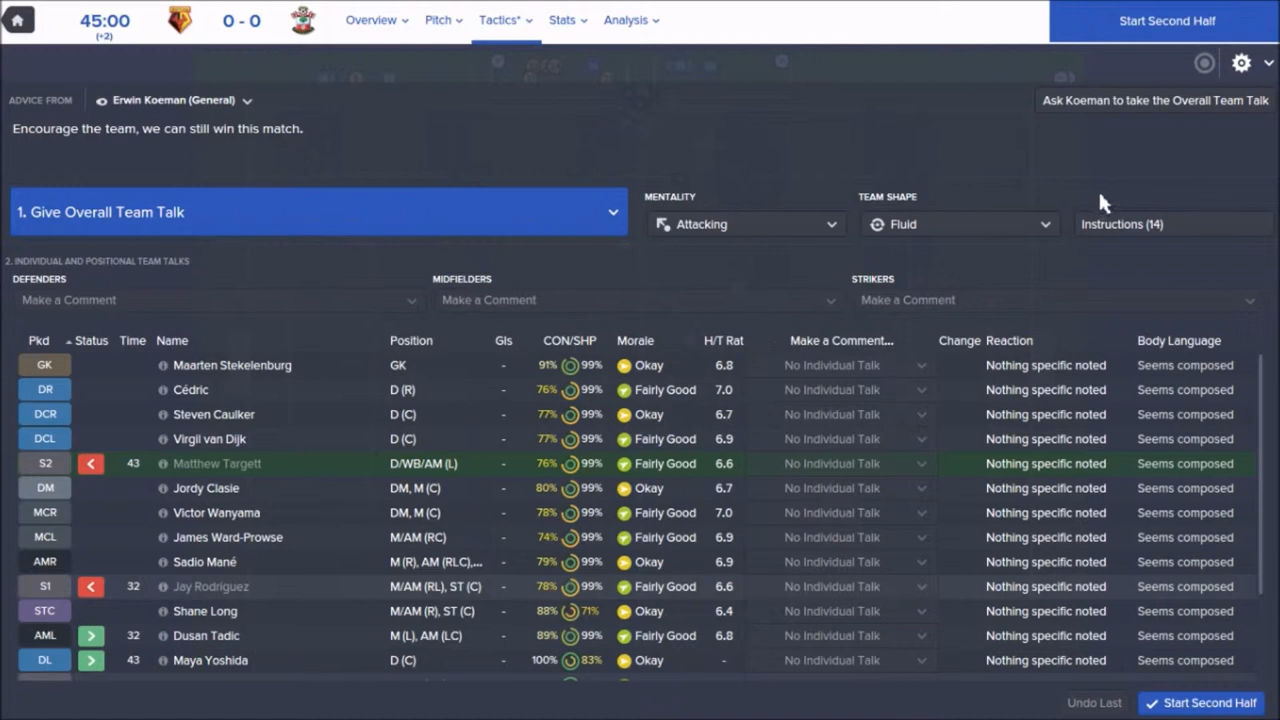 45:00 0 - 0 Overview Pitch Tactics* Stats Analysis Start Second Half
(+2)
ADVICE FROM Erwin Koeman (General) Ask Koeman to take the Overall Team Talk
Encourage the team, we can still win this match.
MENTALITY TEAM SHAPE
1. Give Overall Team Talk Attacking Fluid Instructions (14)
2. INDIVIDUAL AND POSITIONAL TEAM TALKS
DEFENDERS MIDFIELDERS STRIKERS
Make a Comment Make a Comment Make a Comment
Pkd Status Time Name Position Gls CON/SHP Morale H/T Rat Make a Comment... Change Reaction Body Language
GK Maarten Stekelenburg GK - 91% 99% Okay 6.8 No Individual Talk Nothing specific noted Seems composed
DR Cédric D (R) - 76% 99% Fairly Good 7.0 No Individual Talk Nothing specific noted Seems composed
DCR Steven Caulker D (C) - 77% 99% Okay 6.7 No Individual Talk Nothing specific noted Seems composed
DCL Virgil van Dijk D (C) - 77% 99% Fairly Good 6.9 No Individual Talk Nothing specific noted Seems composed
S2 43 Matthew Targett D/WB/AM (L) - 76% 99% Fairly Good 6.6 No Individual Talk Nothing specific noted Seems composed
DM Jordy Clasie DM, M (C) - 80% 99% Okay 6.7 No Individual Talk Nothing specific noted Seems composed
MCR Victor Wanyama DM, M (C) - 78% 99% Fairly Good 7.0 No Individual Talk Nothing specific noted Seems composed
MCL James Ward-Prowse M/AM (RC) - 74% 99% Fairly Good 6.9 No Individual Talk Nothing specific noted Seems composed
AMR Sadio Mané M (R), AM (RLC),... - 79% 99% Okay 6.9 No Individual Talk Nothing specific noted Seems composed
S1 32 Jay Rodriguez M/AM (RL), ST (C) - 78% 99% Fairly Good 6.6 No Individual Talk Nothing specific noted Seems composed
STC Shane Long M/AM (R), ST (C) - 88% 71% Okay 6.4 No Individual Talk Nothing specific noted Seems composed
AML 32 Dusan Tadic M (L), AM (LC) - 89% 99% Fairly Good 6.8 No Individual Talk Nothing specific noted Seems composed
DL 43 Maya Yoshida D (C) - 100% 83% Okay - No Individual Talk Nothing specific noted Seems composed
Undo Last Start Second Half